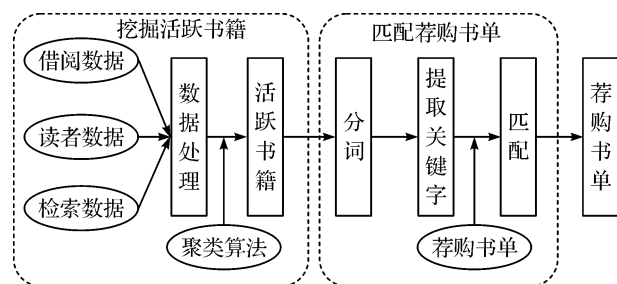 挖掘活跃书籍
匹配荐购书单
借阅数据
读者数据
检索数据
数据处理
聚类算法
活跃书籍
分词
提取关键字
荐购书单
匹配
荐购书单